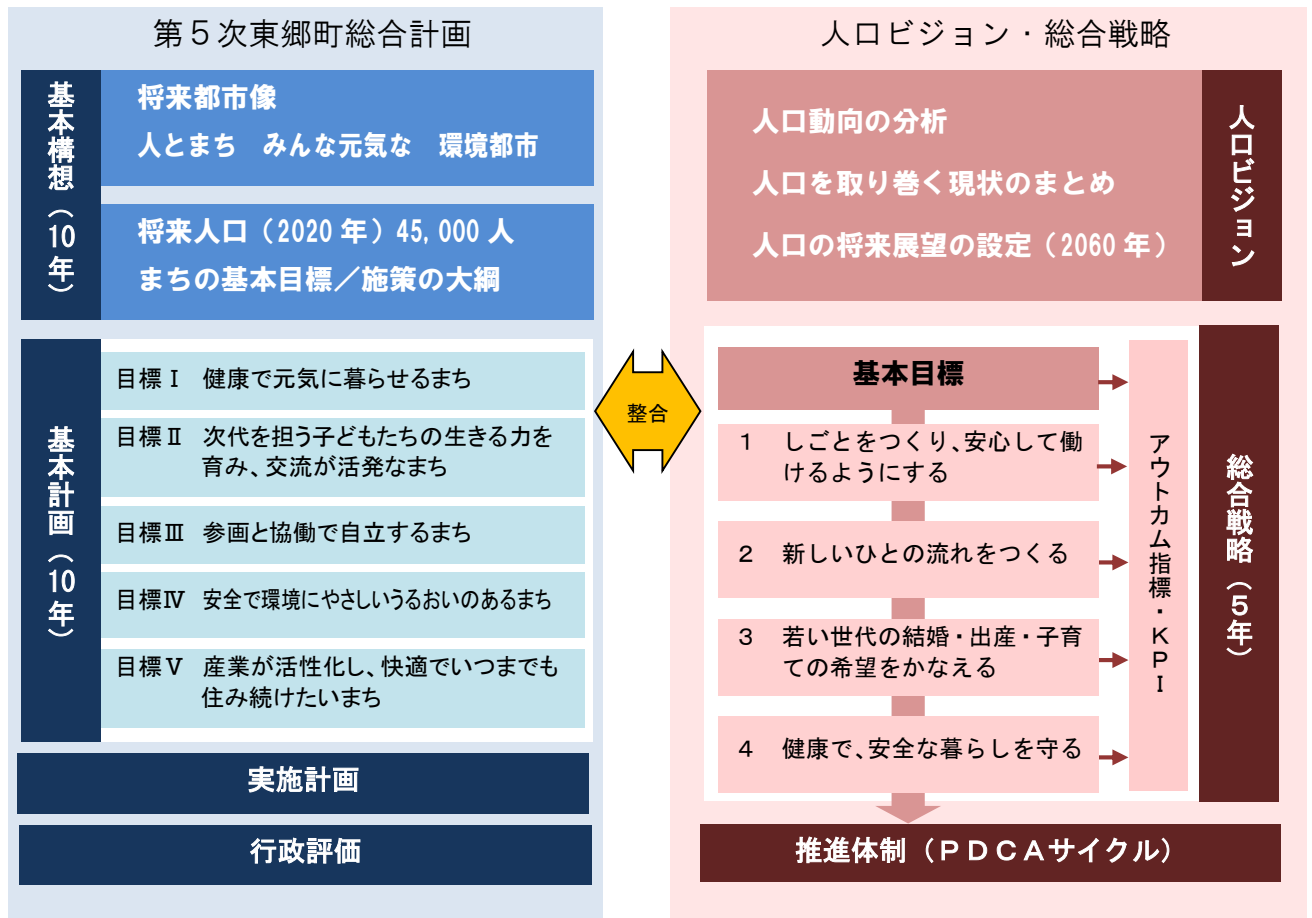 第５次東郷町総合計画
基本構想（10年）
将来都市像
人とまち　みんな元気な　環境都市
将来人口（2020 年）45,000 人
まちの基本目標／施策の大綱
基本計画（10年）
目標Ⅰ　健康で元気に暮らせるまち
目標Ⅱ　次代を担う子どもたちの生きる力を
育み、交流が活発なまち
目標Ⅲ　参画と協働で自立するまち
目標Ⅳ　安全で環境にやさしいうるおいのあるまち
目標Ⅴ　産業が活性化し、快適でいつまでも
住み続けたいまち
実施計画
行政評価
整合
人口ビジョン・総合戦略
人口動向の分析
人口を取り巻く現状のまとめ
人口の将来展望の設定（2060 年）
人口ビジョン
基本目標
１　しごとをつくり、安心して働
けるようにする
２　新しいひとの流れをつくる
３　若い世代の結婚・出産・子育
ての希望をかなえる
４　健康で、安全な暮らしを守る
アウトカム指標・ＫＰＩ
総合戦略（５年）
推進体制（ＰＤＣＡサイクル）